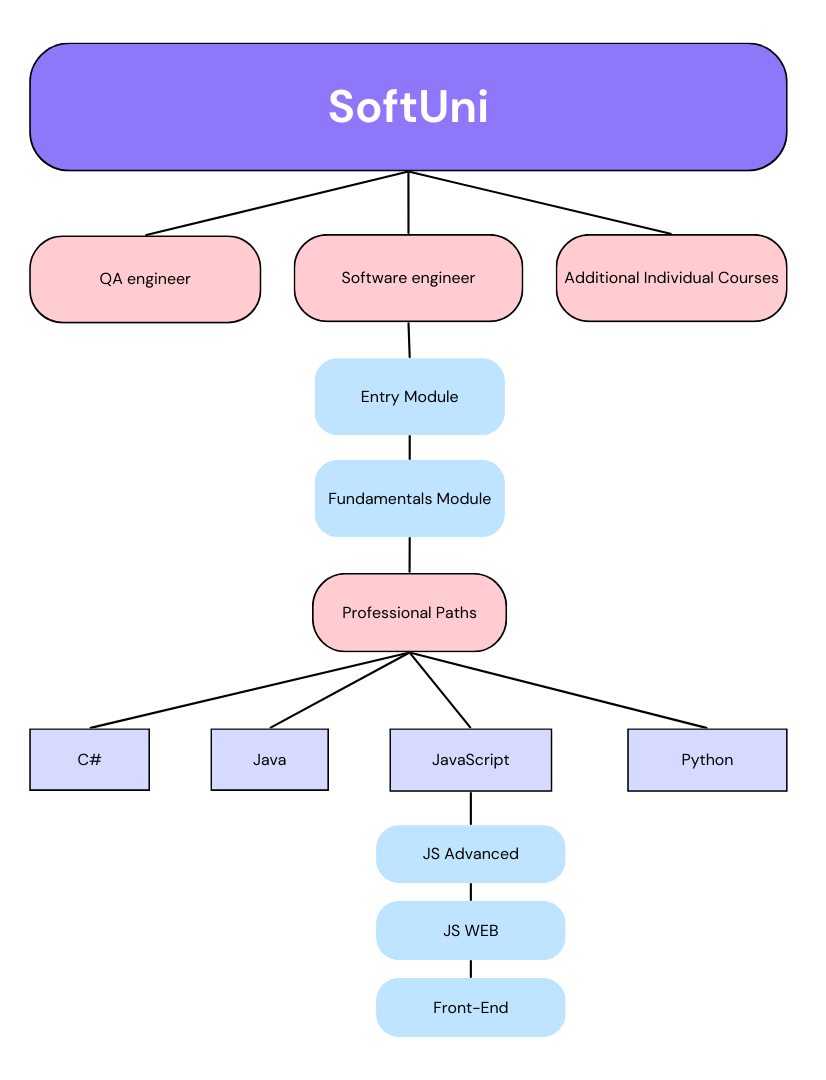 SoftUni
QA engineer
Software engineer
Additional Individual Courses
Entry Module
Fundamentals Module
Professional Paths
C#
Java
JavaScript
Python
JS Advanced
JS WEB
Front-End